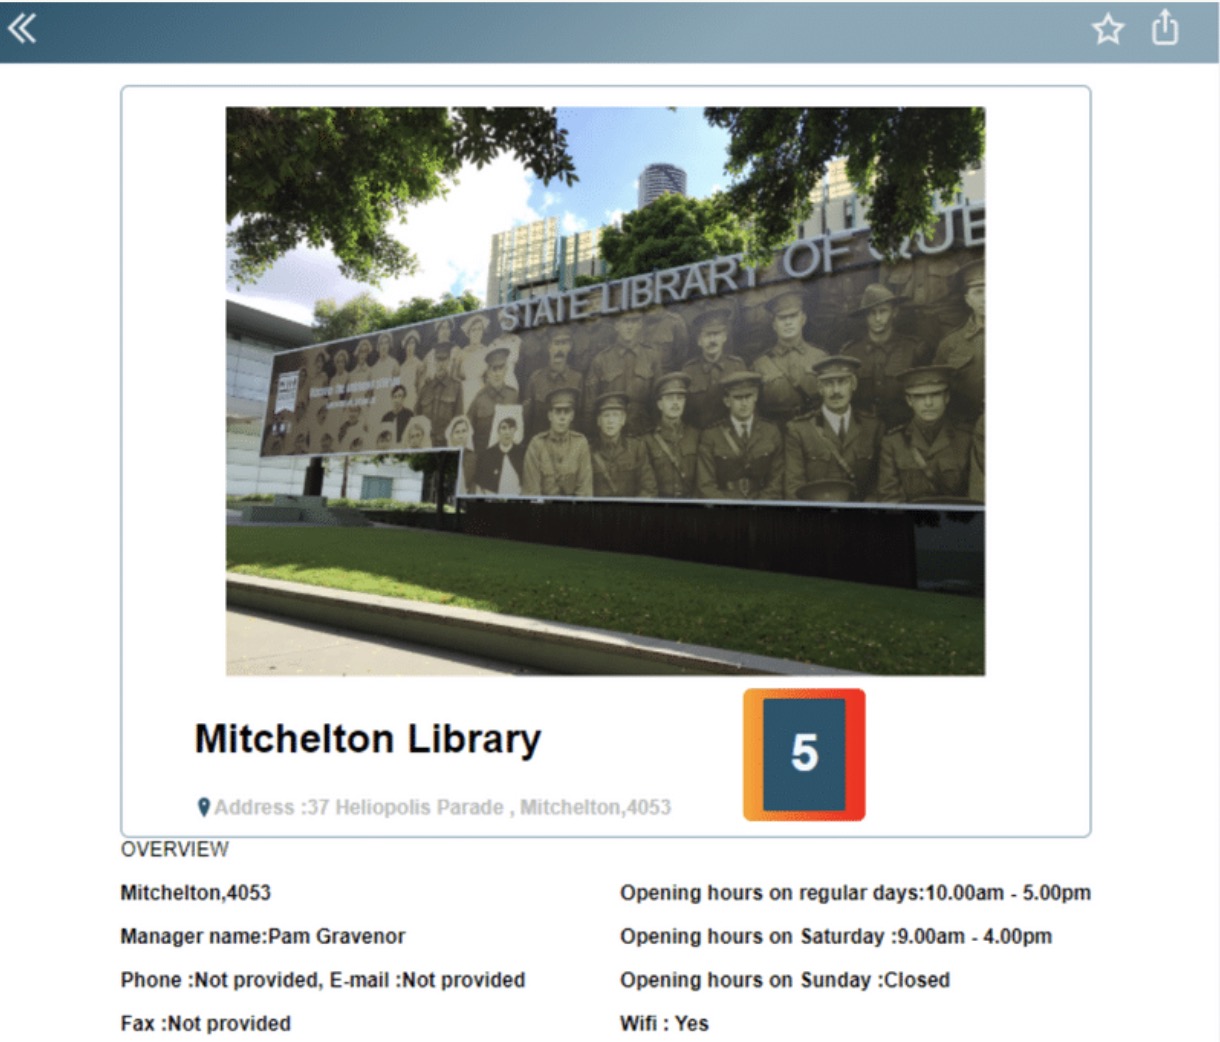 STATE LIBRARY OF QUE
Mitchelton Library
5
Address :37 Heliopolis Parade , Mitchelton,4053
OVERVIEW
Mitchelton,4053
Opening hours on regular days:10.00am - 5.00pm
Manager name:Pam Gravenor
Opening hours on Saturday :9.00am - 4.00pm
Phone :Not provided, E-mail :Not provided
Opening hours on Sunday :Closed
Fax :Not provided
Wifi : Yes